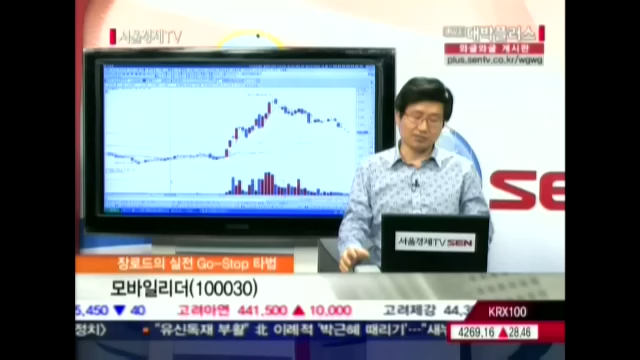 서울경제TV
대박플러스
와글와글 게시판
plus.sentv.co.kr/wgwg
SEN
서울경제TV SEN
장로드의 실전 Go-Stop 타법
모바일리더(100030)
5,450 ▼ 40 고려아연 441,500 ▲ 10,000 고려제강 44,3
KRX100
정치> "유신독재 부활" 北 이례적 '박근혜 때리기'…"새누
4269.16 ▲28.46